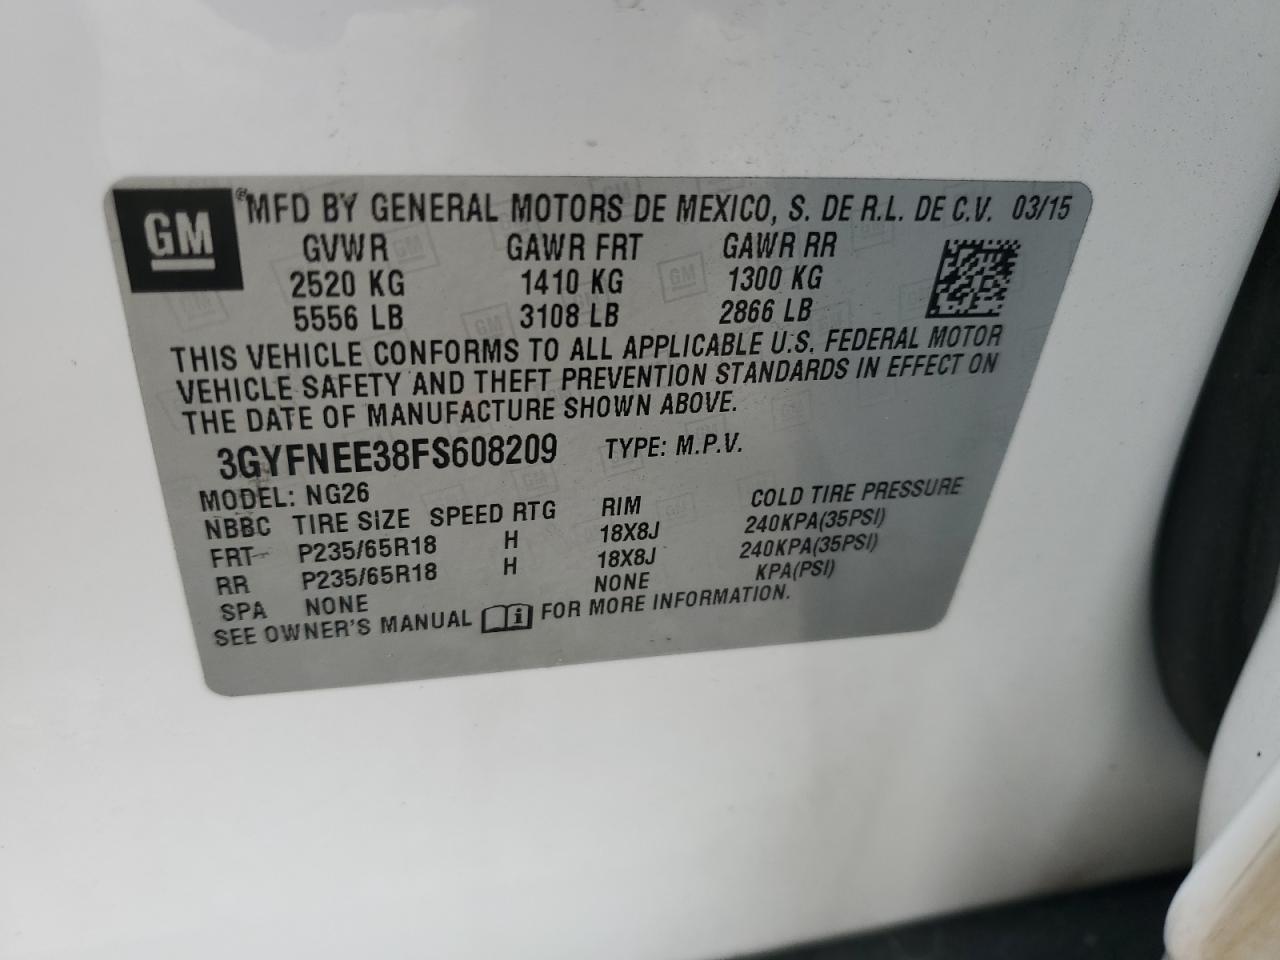 GM
®MFD BY GENERAL MOTORS DE MEXICO, S. DE R.L. DE C.V. 03/15
GVWR GAWR FRT GAWR RR
2520 KG 1410 KG 1300 KG
5556 LB 3108 LB 2866 LB
THIS VEHICLE CONFORMS TO ALL APPLICABLE U.S. FEDERAL MOTOR
VEHICLE SAFETY AND THEFT PREVENTION STANDARDS IN EFFECT ON
THE DATE OF MANUFACTURE SHOWN ABOVE.
3GYFNEE38FS608209 TYPE: M.P.V.
MODEL: NG26
NBBC TIRE SIZE SPEED RTG RIM COLD TIRE PRESSURE
FRT P235/65R18 H 18X8J 240KPA(35PSI)
RR P235/65R18 H 18X8J 240KPA(35PSI)
SPA NONE NONE KPA(PSI)
SEE OWNER'S MANUAL i FOR MORE INFORMATION.